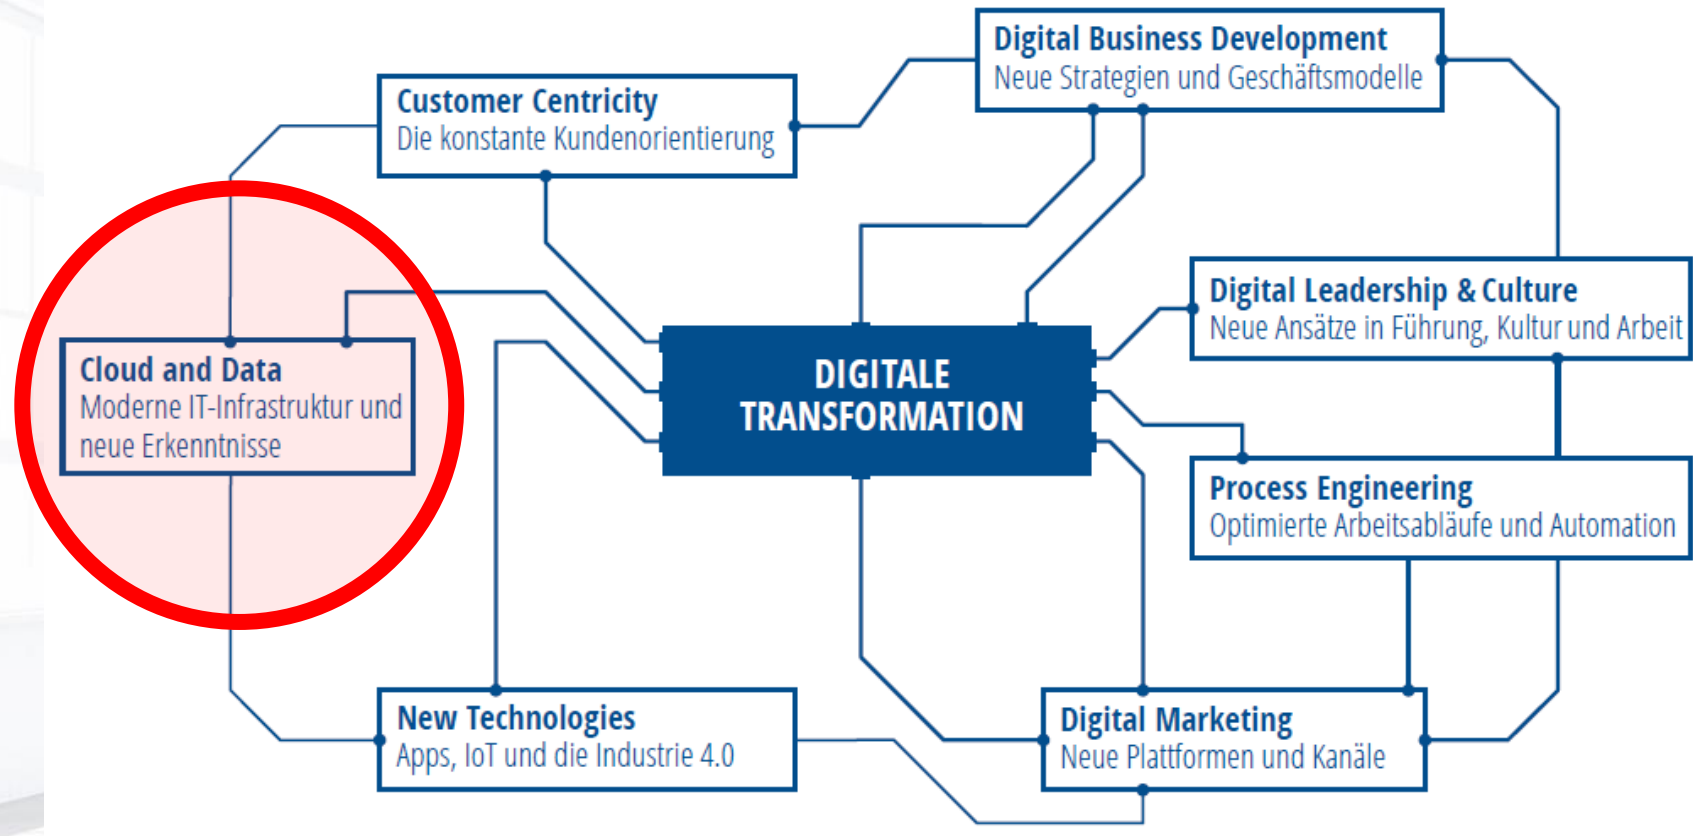 Digital Business Development
Neue Strategien und Geschäftsmodelle
Customer Centricity
Die konstante Kundenorientierung
Digital Leadership & Culture
Neue Ansätze in Führung, Kultur und Arbeit
Cloud and Data
Moderne IT-Infrastruktur und
neue Erkenntnisse
DIGITALE
TRANSFORMATION
Process Engineering
Optimierte Arbeitsabläufe und Automation
New Technologies
Apps, IoT und die Industrie 4.0
Digital Marketing
Neue Plattformen und Kanäle